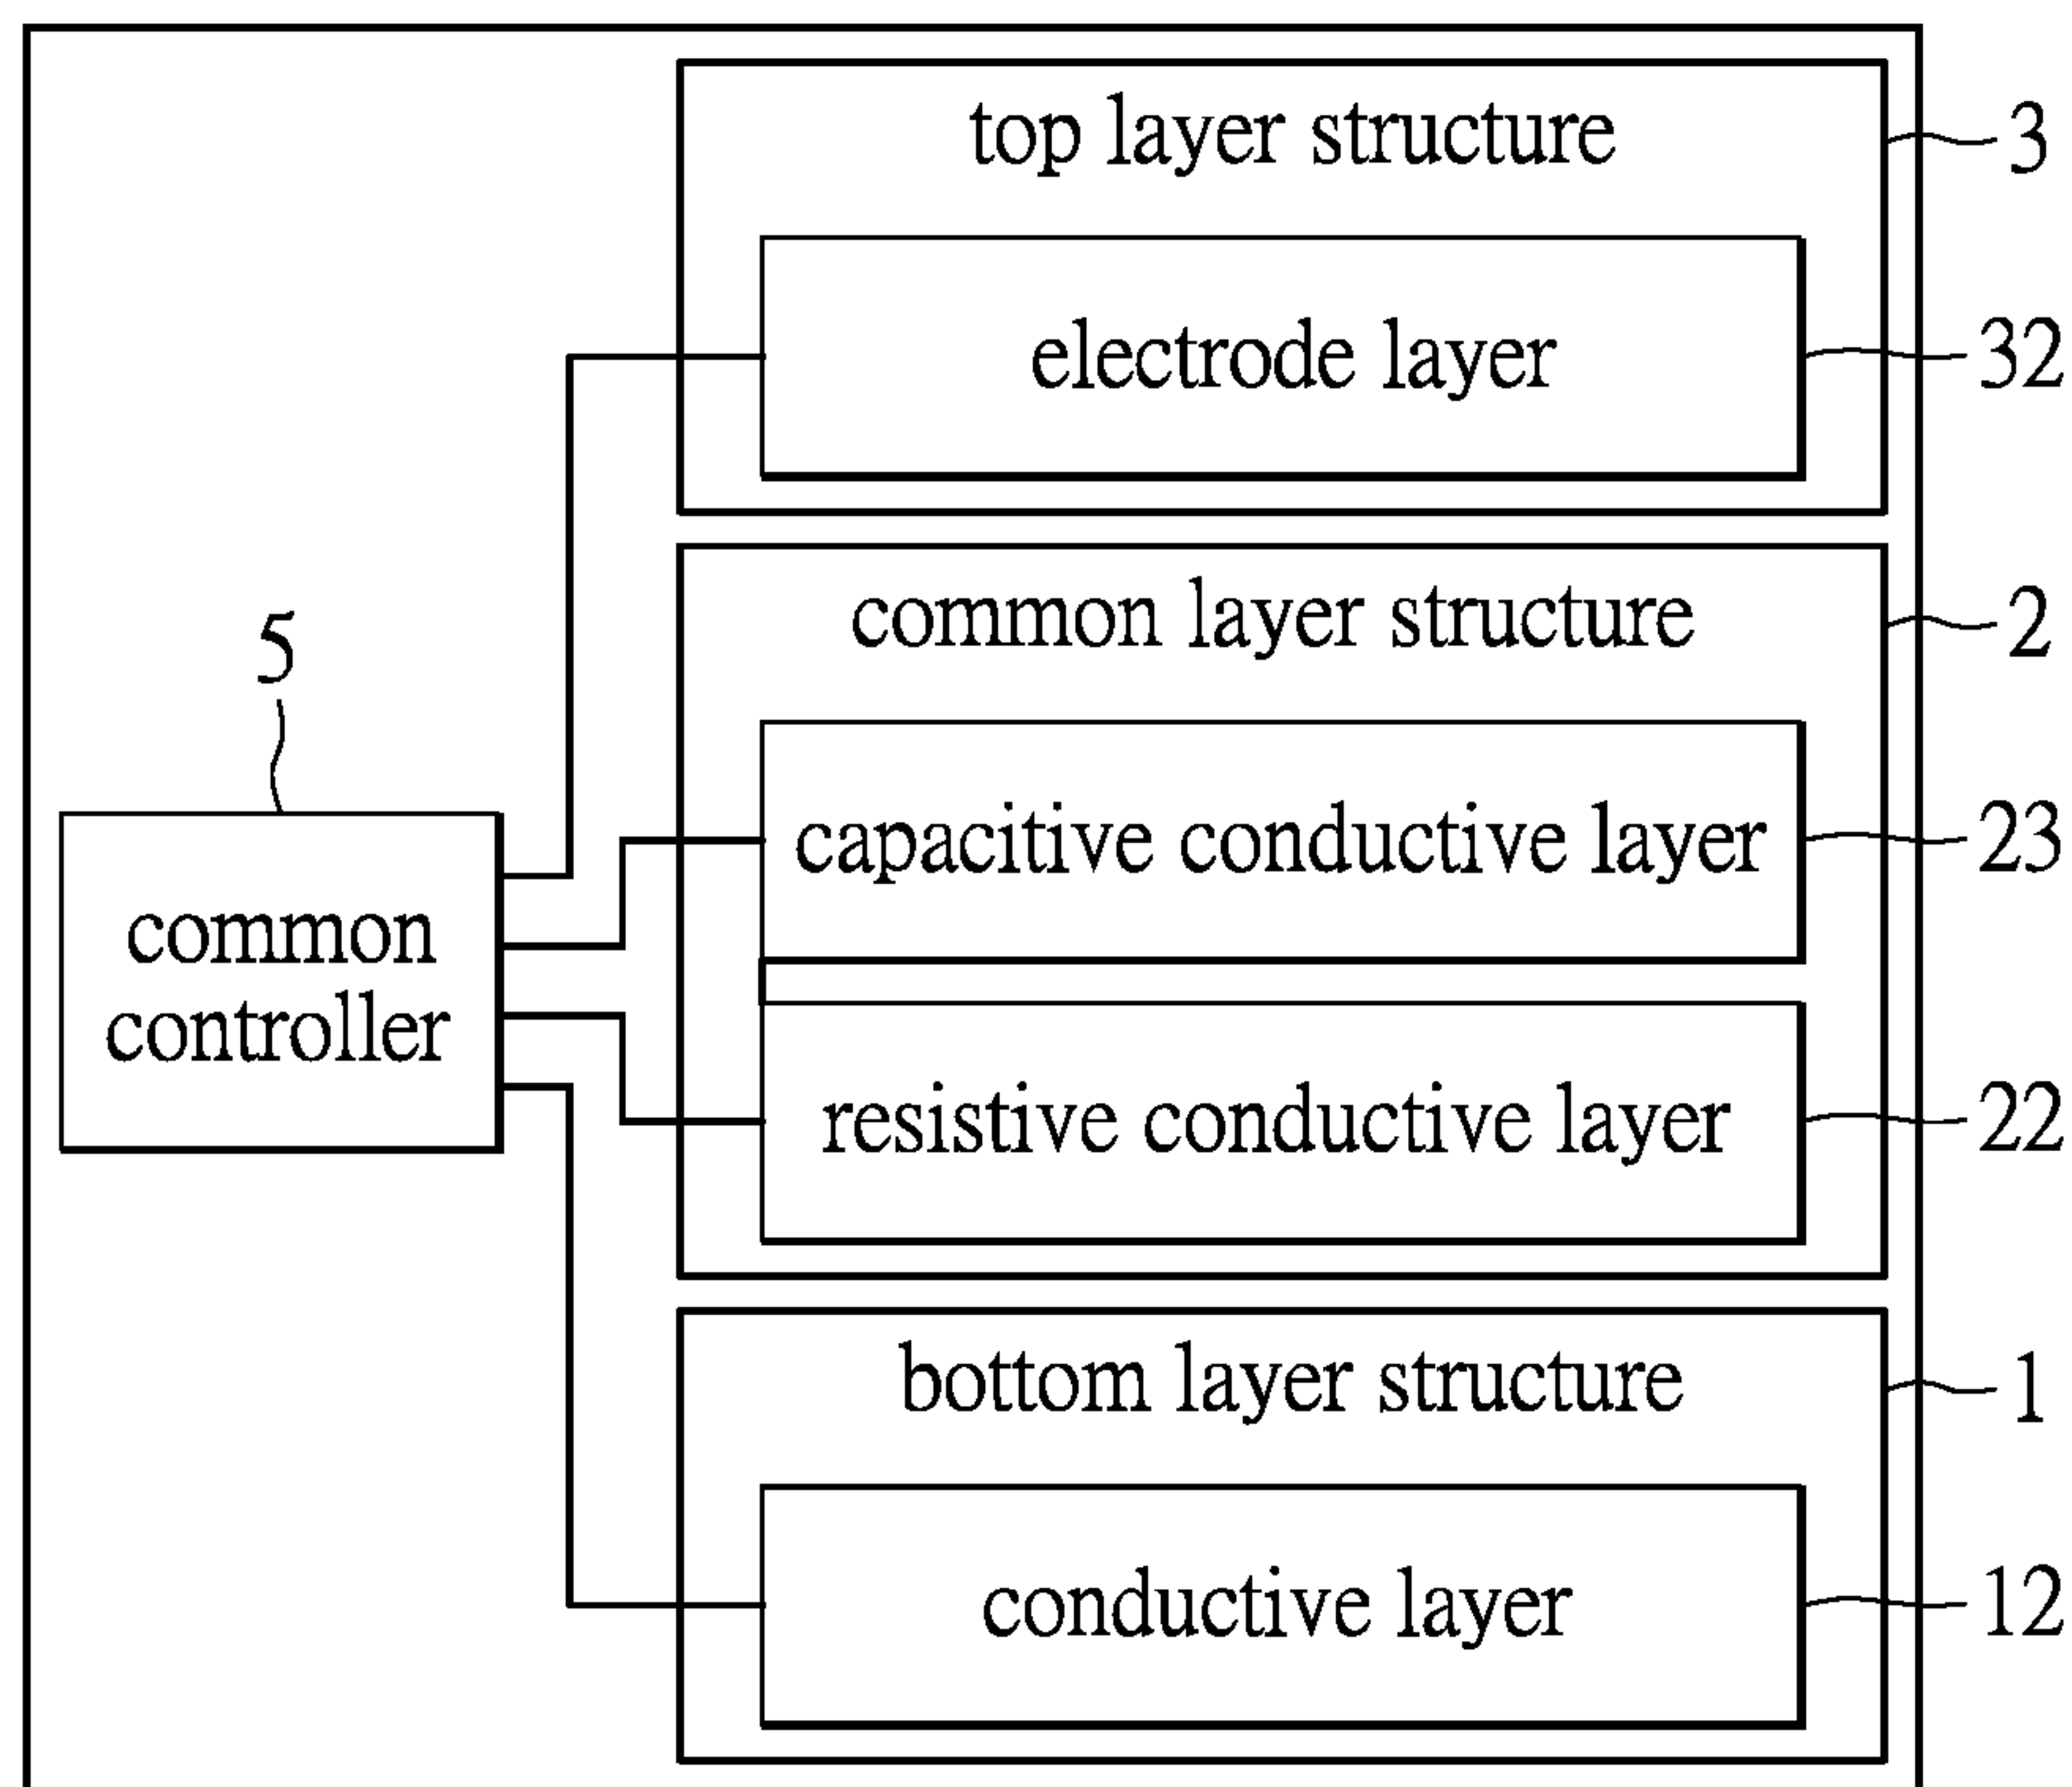 top layer structure
3
electrode layer
32
common layer structure
2
5
capacitive conductive layer
23
common
controller
resistive conductive layer
22
bottom layer structure
1
conductive layer
12